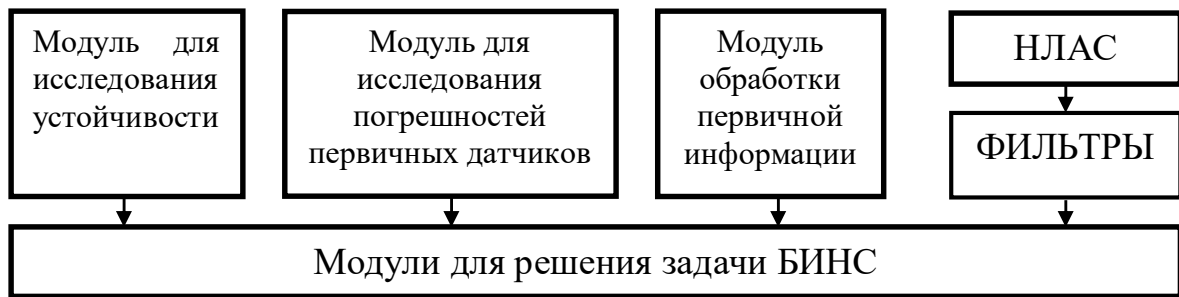 Модуль для
исследования
устойчивости
Модуль для
исследования
погрешностей
первичных датчиков
Модуль
обработки
первичной
информации
НЛАС
ФИЛЬТРЫ
Модули для решения задачи БИНС